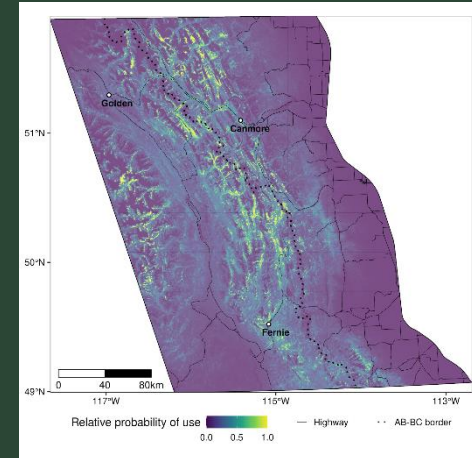 Golden
51°N
Canmore
50°N
Fernie
0 40 80km
49°N
117°W 115°W 113°W
Relative probability of use
0.0 0.5 1.0
Highway
AB-BC border